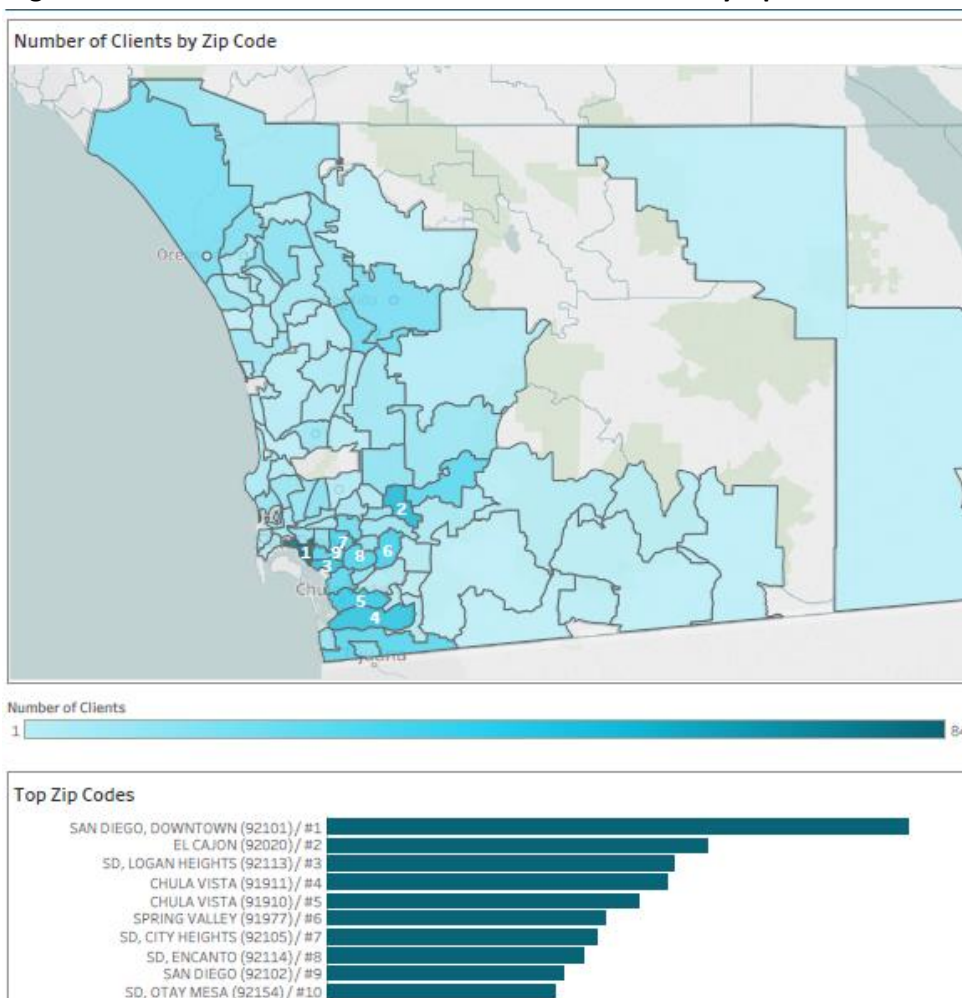 Number of Clients by Zip Code
Oce
2
7
1
9
8
6
3
Chu
5
4
Number of Clients
1
84
Top Zip Codes
SAN DIEGO, DOWNTOWN (92101) / #1
EL CAJON (92020) / #2
SD, LOGAN HEIGHTS (92113) / #3
CHULA VISTA (91911) / #4
CHULA VISTA (91910) / #5
SPRING VALLEY (91977) / #6
SD, CITY HEIGHTS (92105) / #7
SD, ENCANTO (92114) / #8
SAN DIEGO (92102) / #9
SD, OTAY MESA (92154) / #10